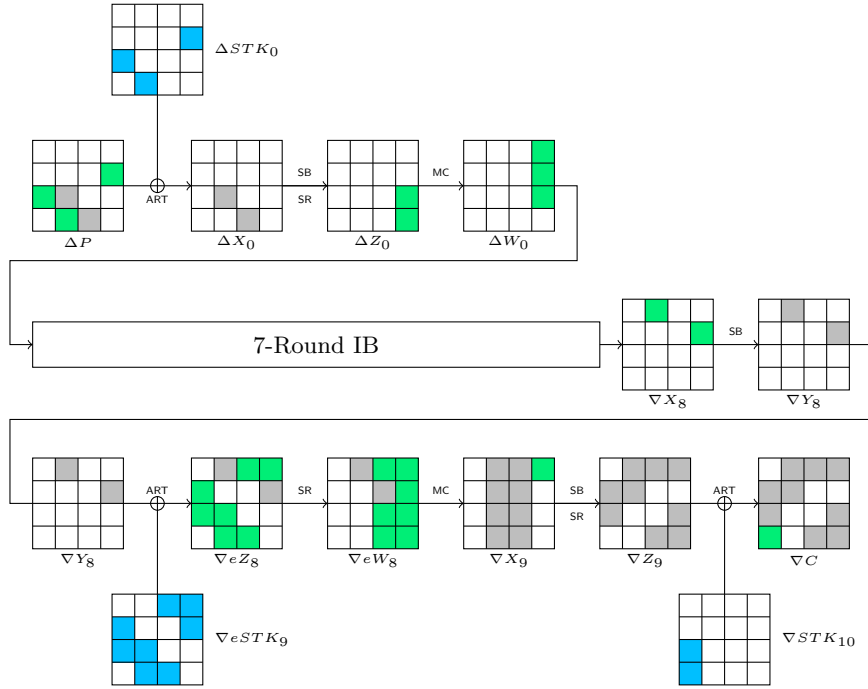 ΔSTK₀
SB
MC
ART
SR
ΔP
ΔX₀
ΔZ₀
ΔW₀
7-Round IB
SB
∇X₈
∇Y₈
ART
SR
MC
SB
ART
SR
∇Y₈
∇eZ₈
∇eW₈
∇X₉
∇Z₉
∇C
∇eSTK₉
∇STK₁₀